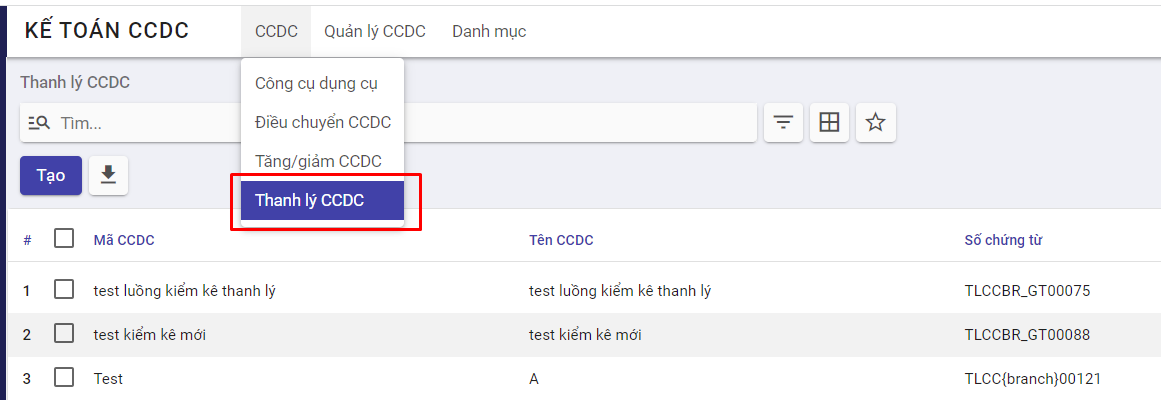 KẾ TOÁN CCDC CCDC Quản lý CCDC Danh mục
Thanh lý CCDC
Công cụ dụng cụ
Tìm...
Điều chuyển CCDC
Tăng/giảm CCDC
Tạo
Thanh lý CCDC
# Mã CCDC Tên CCDC Số chứng từ
1 test luồng kiểm kê thanh lý test luồng kiểm kê thanh lý TLCCBR_GT00075
2 test kiểm kê mới test kiểm kê mới TLCCBR_GT00088
3 Test A TLCC{branch}00121